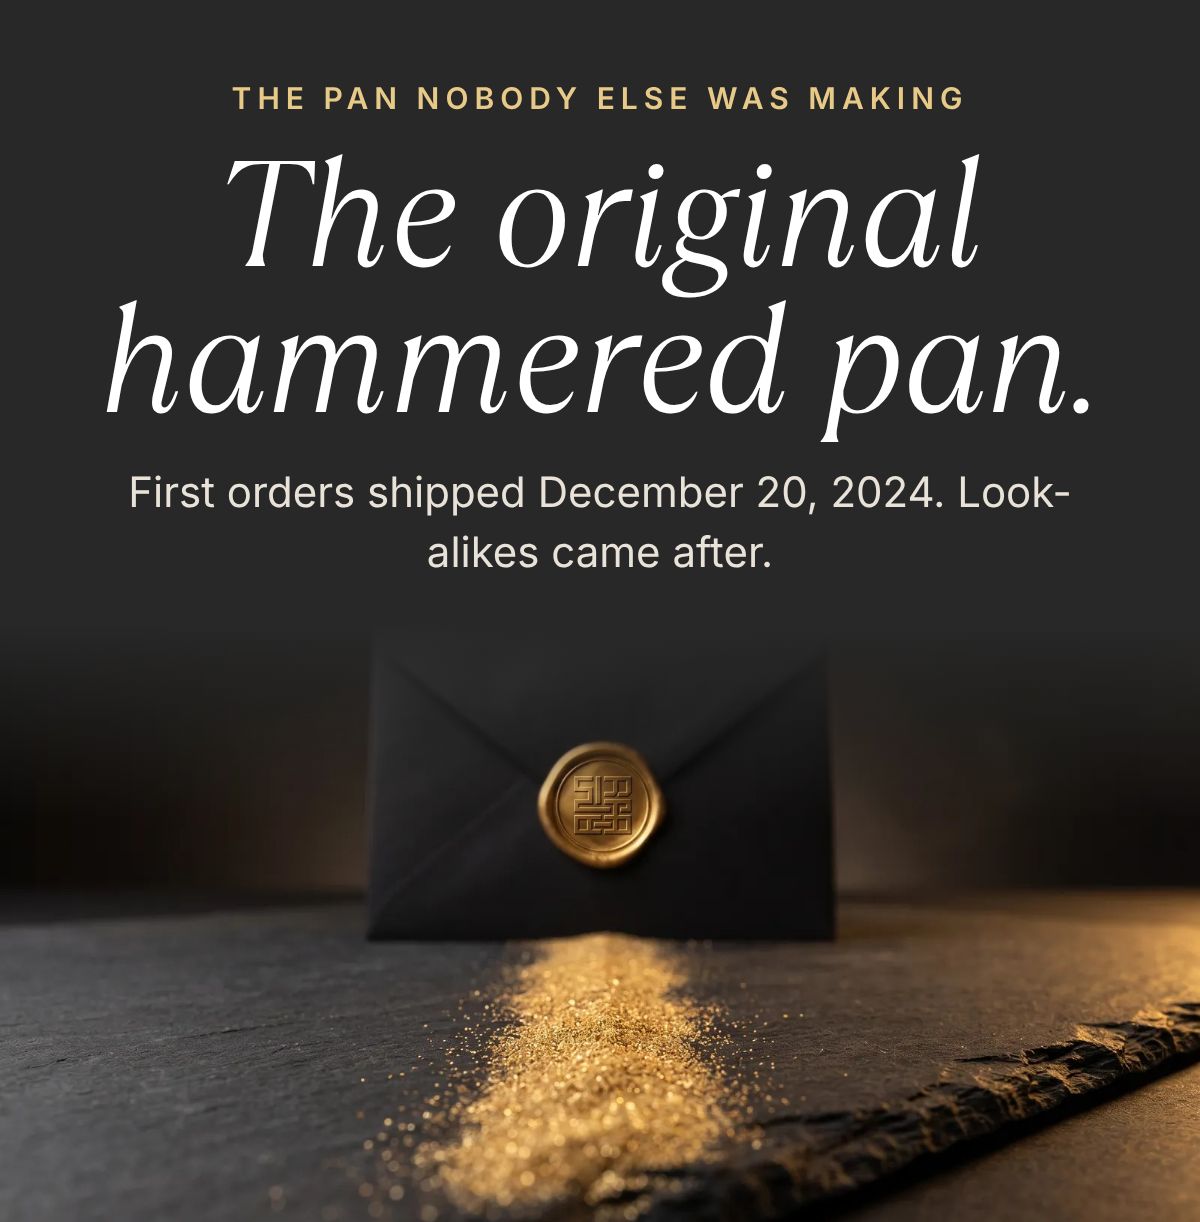 THE PAN NOBODY ELSE WAS MAKING
The original
hammered pan.
First orders shipped December 20, 2024. Look-
alikes came after.